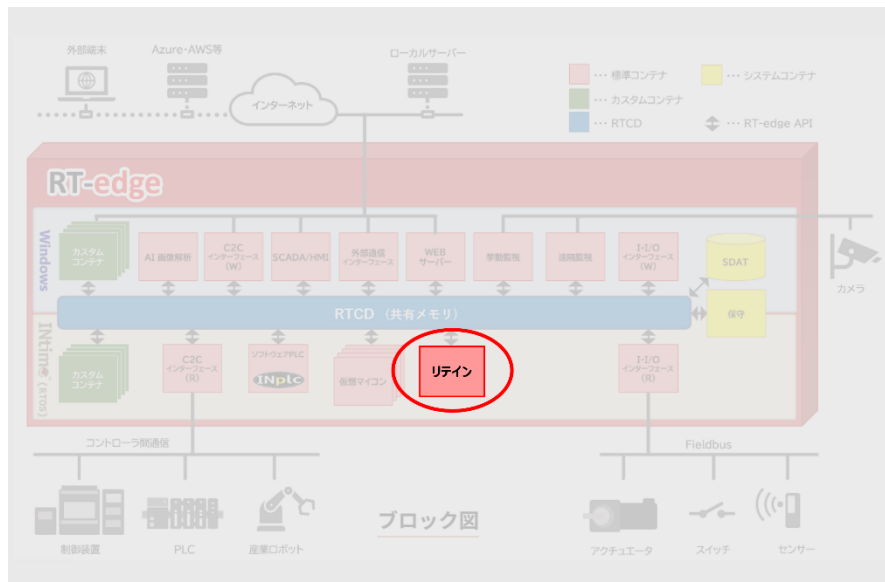 外部端末
Azure・AWS等
ローカルサーバー
インターネット
… 標準コンテナ
… システムコンテナ
… カスタムコンテナ
… RTCD
… RT-edge API
RT-edge
Windows
カスタム
コンテナ
AI 画像解析
C2C
インターフェース
(W)
SCADA/HMI
外部通信
インターフェース
WEB
サーバー
挙動監視
遠隔監視
I-I/O
インターフェース
(W)
SDAT
カメラ
RTCD（共有メモリ）
保守
INtime
(RTOS)
カスタム
コンテナ
C2C
インターフェース
(R)
ソフトウェアPLC
INplc
仮想マイコン
リテイン
I-I/O
インターフェース
(R)
コントローラ間通信
Fieldbus
制御装置
PLC
産業ロボット
ブロック図
アクチュエータ
スイッチ
センサー